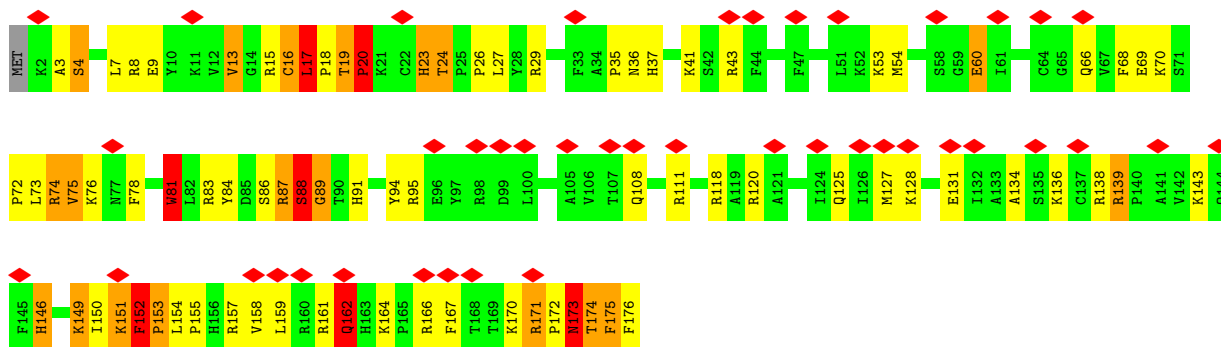 MET K2 A3 S4 L7 R8 E9 Y10 K11 V12 V13 G14 R15 C16 L17 P18 T19 P20 K21 C22 H23 T24 P25 P26 L27 Y28 R29 F33 A34 P35 N36 H37 K41 S42 R43 F44 F47 L51 K52 K53 M54 S58 G59 E60 I61 C64 G65 Q66 V67 F68 E69 K70 S71
P72 L73 R74 V75 K76 N77 F78 W81 L82 R83 Y84 D85 S86 R87 S88 G89 T90 H91 Y94 R95 E96 Y97 R98 D99 L100 A105 V106 T107 Q108 R111 R118 A119 R120 A121 I124 Q125 I126 M127 K128 E131 I132 A133 A134 S135 K136 C137 R138 R139 P140 A141 V142 K143
F145 H146 K149 I150 K151 F152 P153 L154 P155 H156 R157 V158 L159 R160 R161 Q162 H163 K164 P165 R166 F167 T168 T169 K170 R171 P172 N173 T174 F175 F176